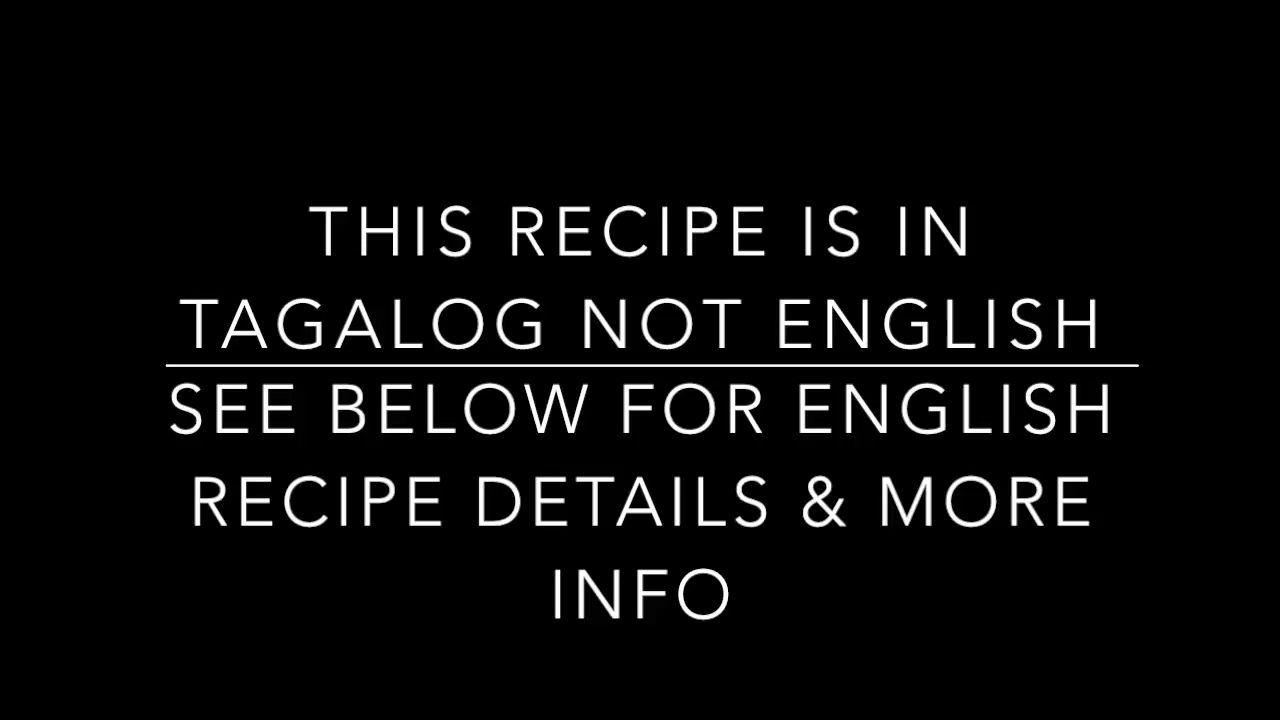 THIS RECIPE IS IN
TAGALOG NOT ENGLISH
SEE BELOW FOR ENGLISH
RECIPE DETAILS & MORE
INFO